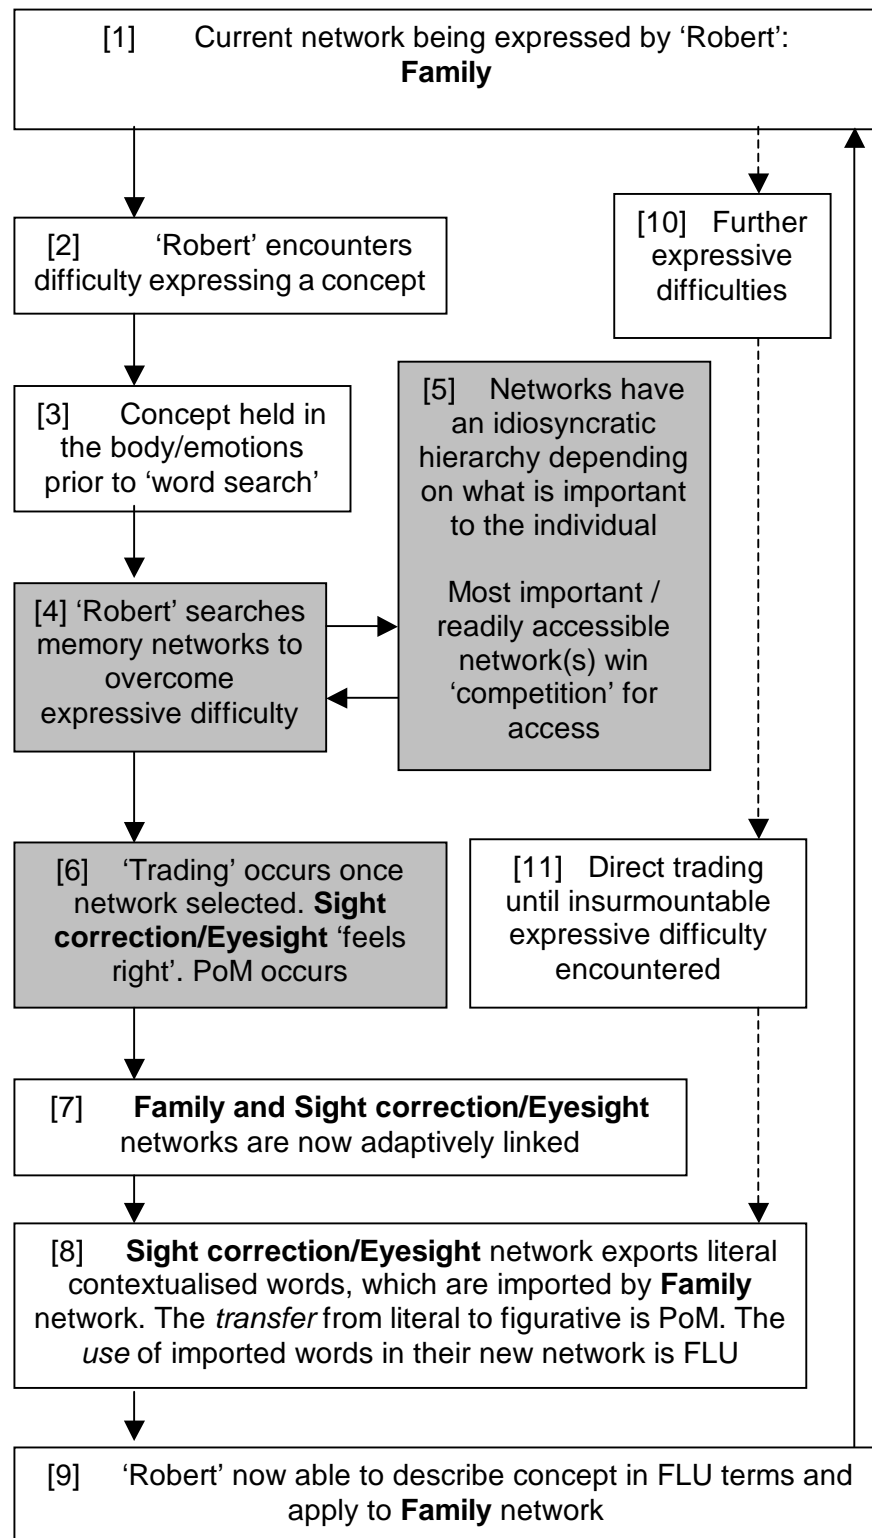 [1] Current network being expressed by ‘Robert’:
Family
[2] ‘Robert’ encounters
difficulty expressing a concept
[3] Concept held in
the body/emotions
prior to ‘word search’
[4] ‘Robert’ searches
memory networks to
overcome
expressive difficulty
[5] Networks have
an idiosyncratic
hierarchy depending
on what is important
to the individual
Most important /
readily accessible
network(s) win
‘competition’ for
access
[6] ‘Trading’ occurs once
network selected. Sight
correction/Eyesight ‘feels
right’. PoM occurs
[7] Family and Sight correction/Eyesight
networks are now adaptively linked
[8] Sight correction/Eyesight network exports literal
contextualised words, which are imported by Family
network. The transfer from literal to figurative is PoM. The
use of imported words in their new network is FLU
[9] ‘Robert’ now able to describe concept in FLU terms and
apply to Family network
[10] Further
expressive
difficulties
[11] Direct trading
until insurmountable
expressive difficulty
encountered